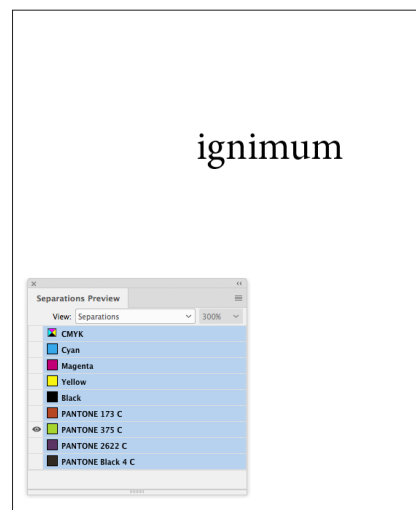 ignimum
Separations Preview
View: Separations 300%
CMYK
Cyan
Magenta
Yellow
Black
PANTONE 173 C
PANTONE 375 C
PANTONE 2622 C
PANTONE Black 4 C